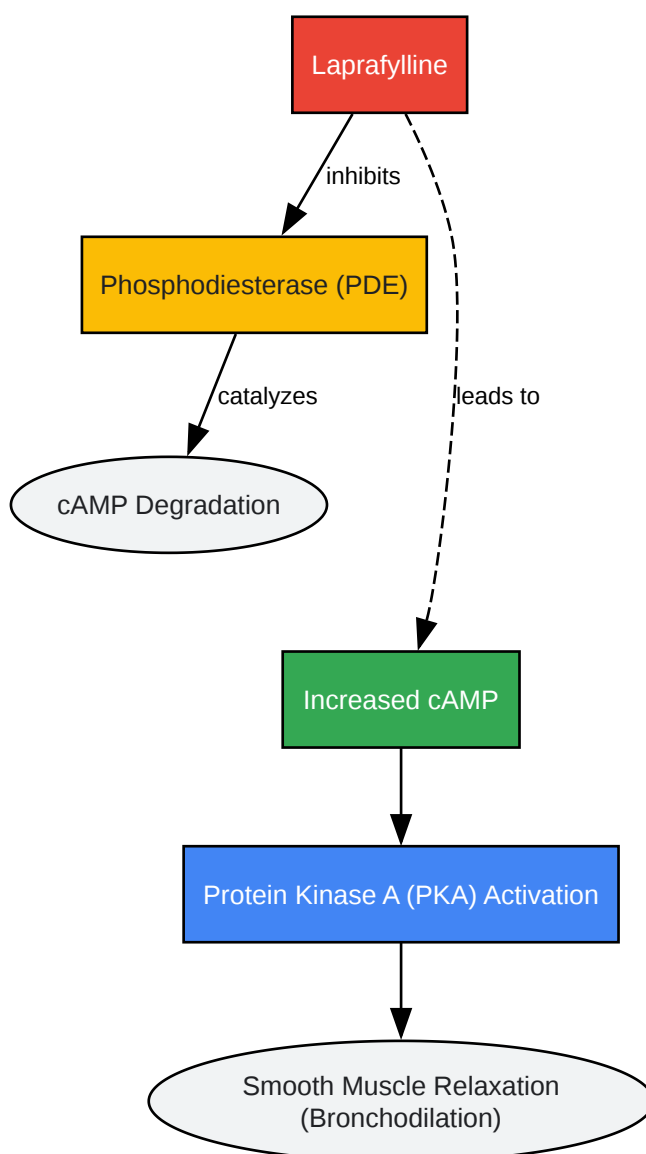 Laprafylline
inhibits
Phosphodiesterase (PDE)
catalyzes
leads to
cAMP Degradation
Increased cAMP
Protein Kinase A (PKA) Activation
Smooth Muscle Relaxation
(Bronchodilation)